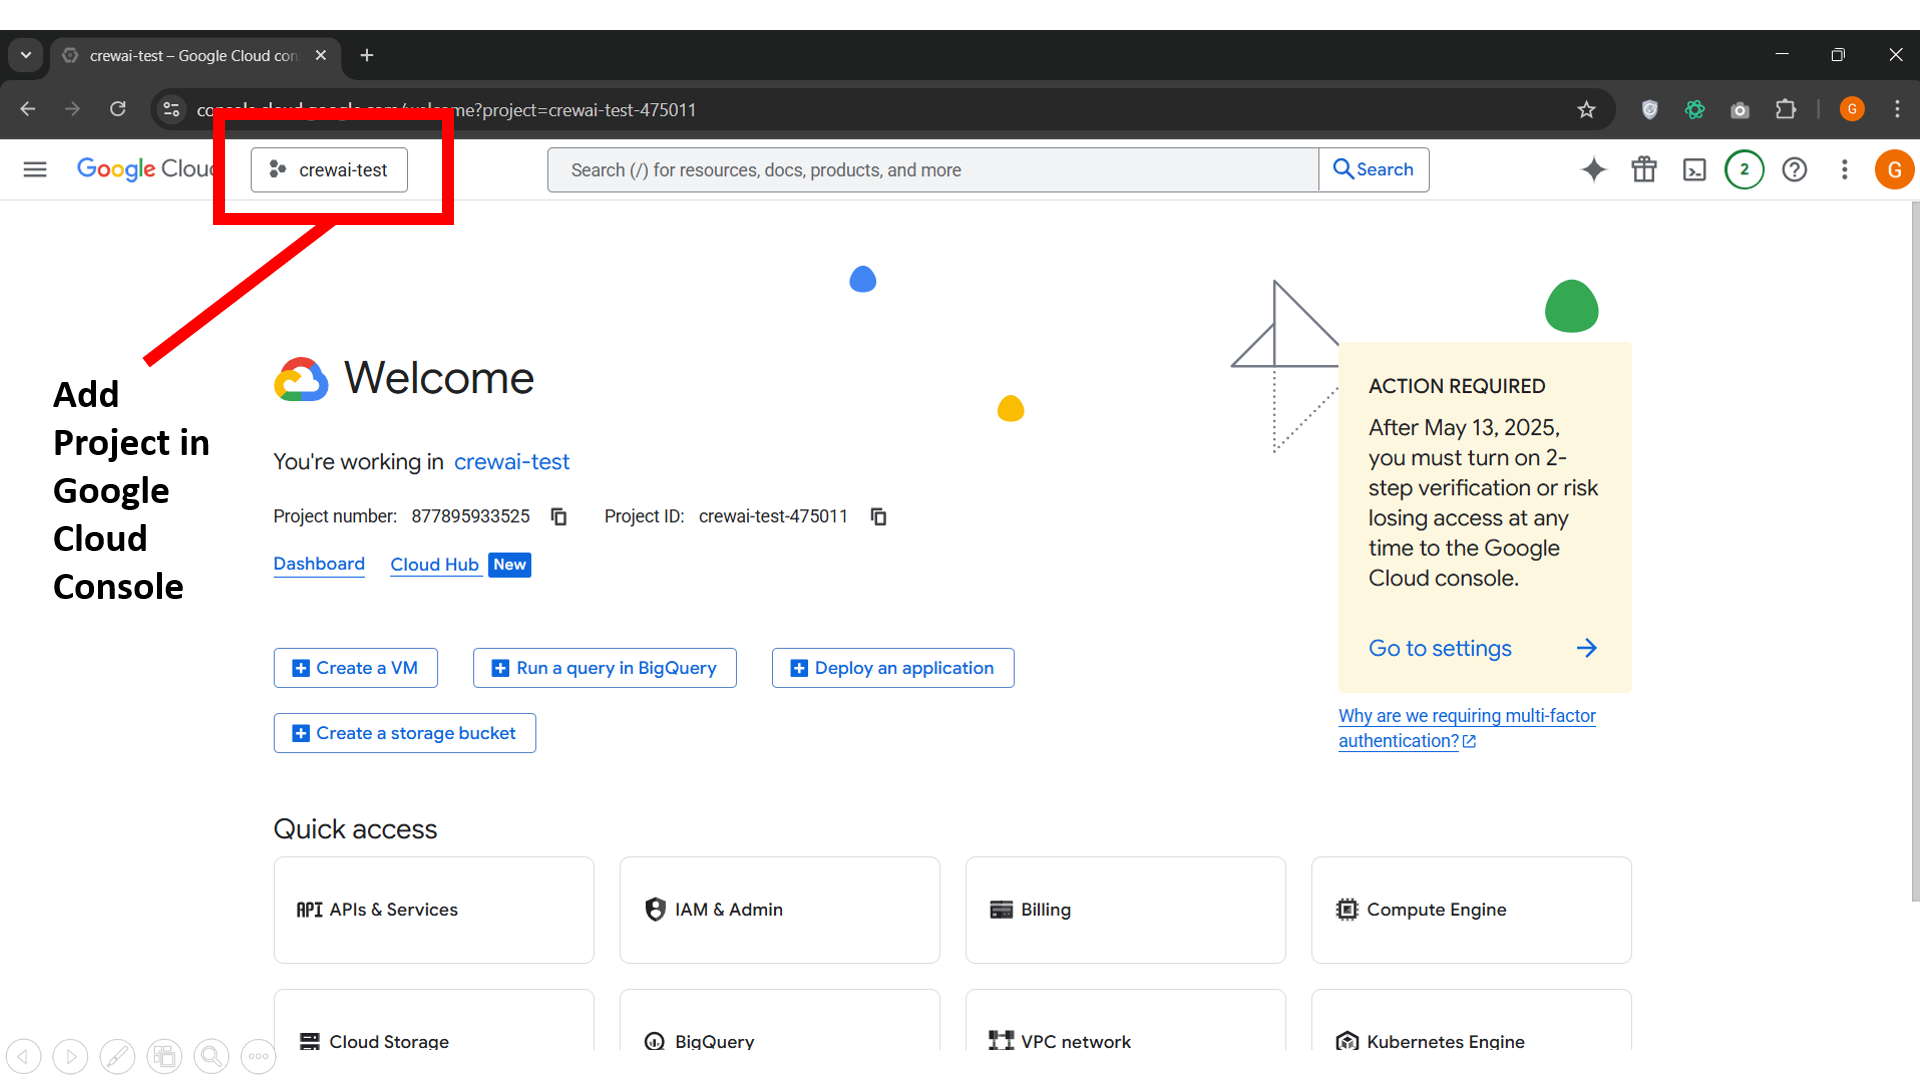 crewai-test – Google Cloud con
me?project=crewai-test-475011
Google Clou
crewai-test
Search (/) for resources, docs, products, and more
Search
2
G
G
Add
Project in
Google
Cloud
Console
Welcome
You're working in crewai-test
Project number: 877895933525 Project ID: crewai-test-475011
Dashboard Cloud Hub New
Create a VM
Run a query in BigQuery
Deploy an application
Create a storage bucket
ACTION REQUIRED
After May 13, 2025,
you must turn on 2-
step verification or risk
losing access at any
time to the Google
Cloud console.
Go to settings
Why are we requiring multi-factor
authentication?
Quick access
API APIs & Services
IAM & Admin
Billing
Compute Engine
Cloud Storage
BigQuery
VPC network
Kubernetes Engine